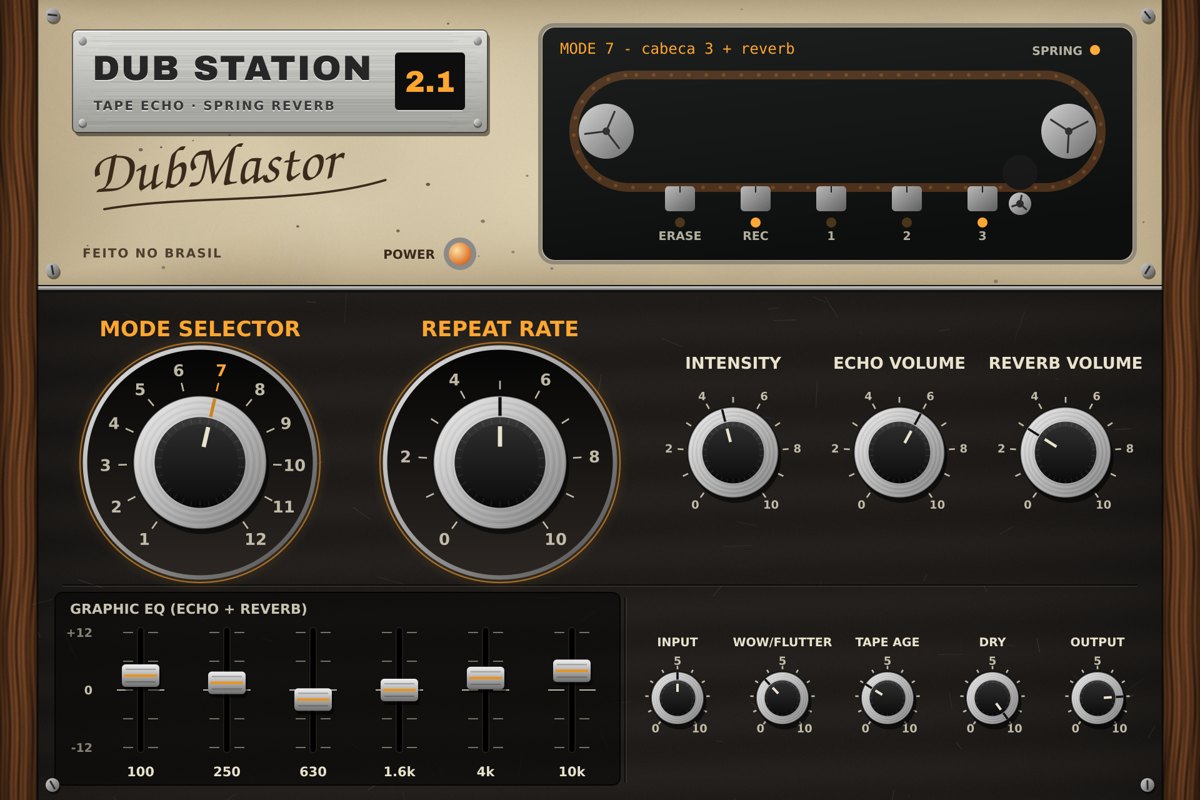 DUB STATION
2.1
TAPE ECHO · SPRING REVERB
DubMastor
FEITO NO BRASIL
POWER
MODE 7 - cabeca 3 + reverb
SPRING
ERASE REC 1 2 3
MODE SELECTOR
1 2 3 4 5 6 7 8 9 10 11 12
REPEAT RATE
0 2 4 6 8 10
INTENSITY
0 2 4 6 8 10
ECHO VOLUME
0 2 4 6 8 10
REVERB VOLUME
0 2 4 6 8 10
GRAPHIC EQ (ECHO + REVERB)
+12
0
-12
100 250 630 1.6k 4k 10k
INPUT
0 5 10
WOW/FLUTTER
0 5 10
TAPE AGE
0 5 10
DRY
0 5 10
OUTPUT
0 5 10